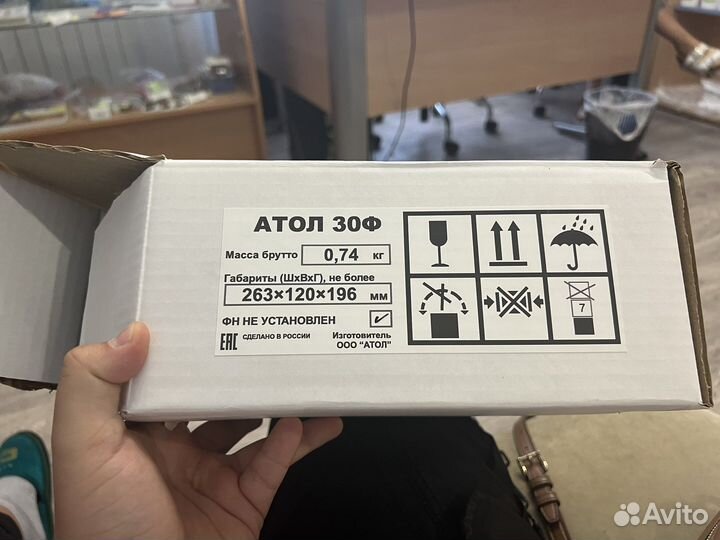 АТОЛ 30Ф
Масса брутто 0,74 кг
Габариты (ШхВхГ), не более
263×120×196 мм
ФН НЕ УСТАНОВЛЕН ✓
EAC СДЕЛАНО В РОССИИ
Изготовитель
ООО "АТОЛ"
7
Avito